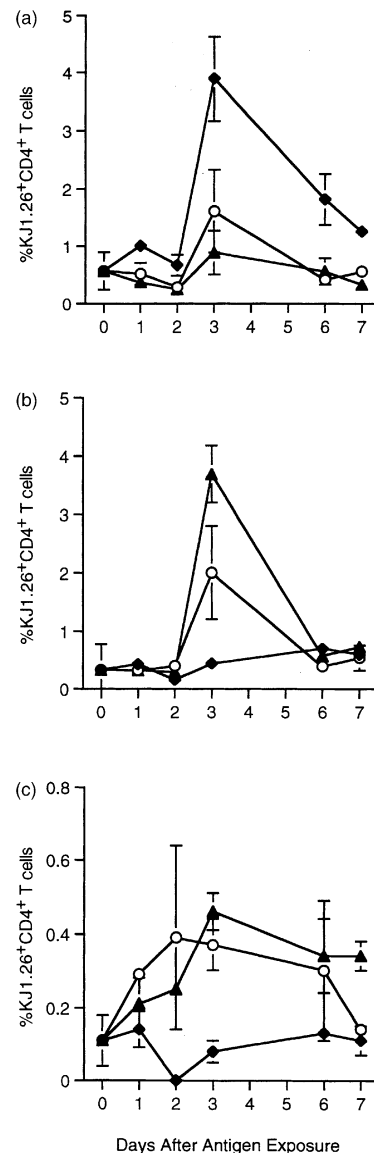 (a)
%KJ1.26⁺CD4⁺ T cells
5
4
3
2
1
0
0 1 2 3 4 5 6 7
(b)
%KJ1.26⁺CD4⁺ T cells
5
4
3
2
1
0
0 1 2 3 4 5 6 7
(c)
%KJ1.26⁺CD4⁺ T cells
0.8
0.6
0.4
0.2
0
0 1 2 3 4 5 6 7
Days After Antigen Exposure